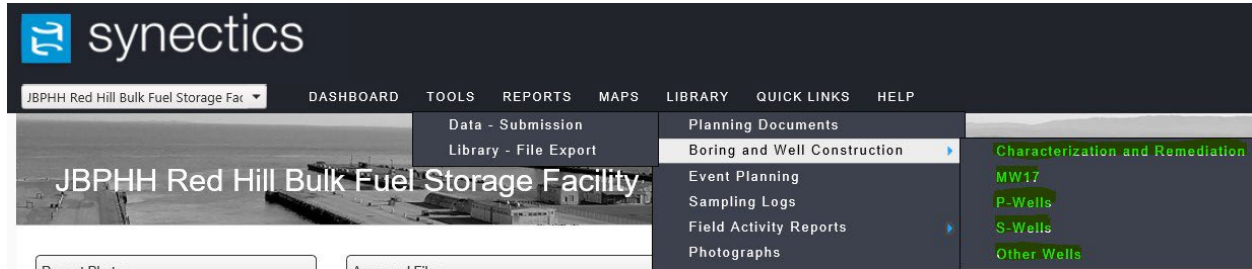 synectics
JBPHH Red Hill Bulk Fuel Storage Fac
DASHBOARD TOOLS REPORTS MAPS LIBRARY QUICK LINKS HELP
Data - Submission
Library - File Export
Planning Documents
Boring and Well Construction
Event Planning
Sampling Logs
Field Activity Reports
Photographs
Characterization and Remediation
MW17
P-Wells
S-Wells
Other Wells
JBPHH Red Hill Bulk Fuel Storage Facility